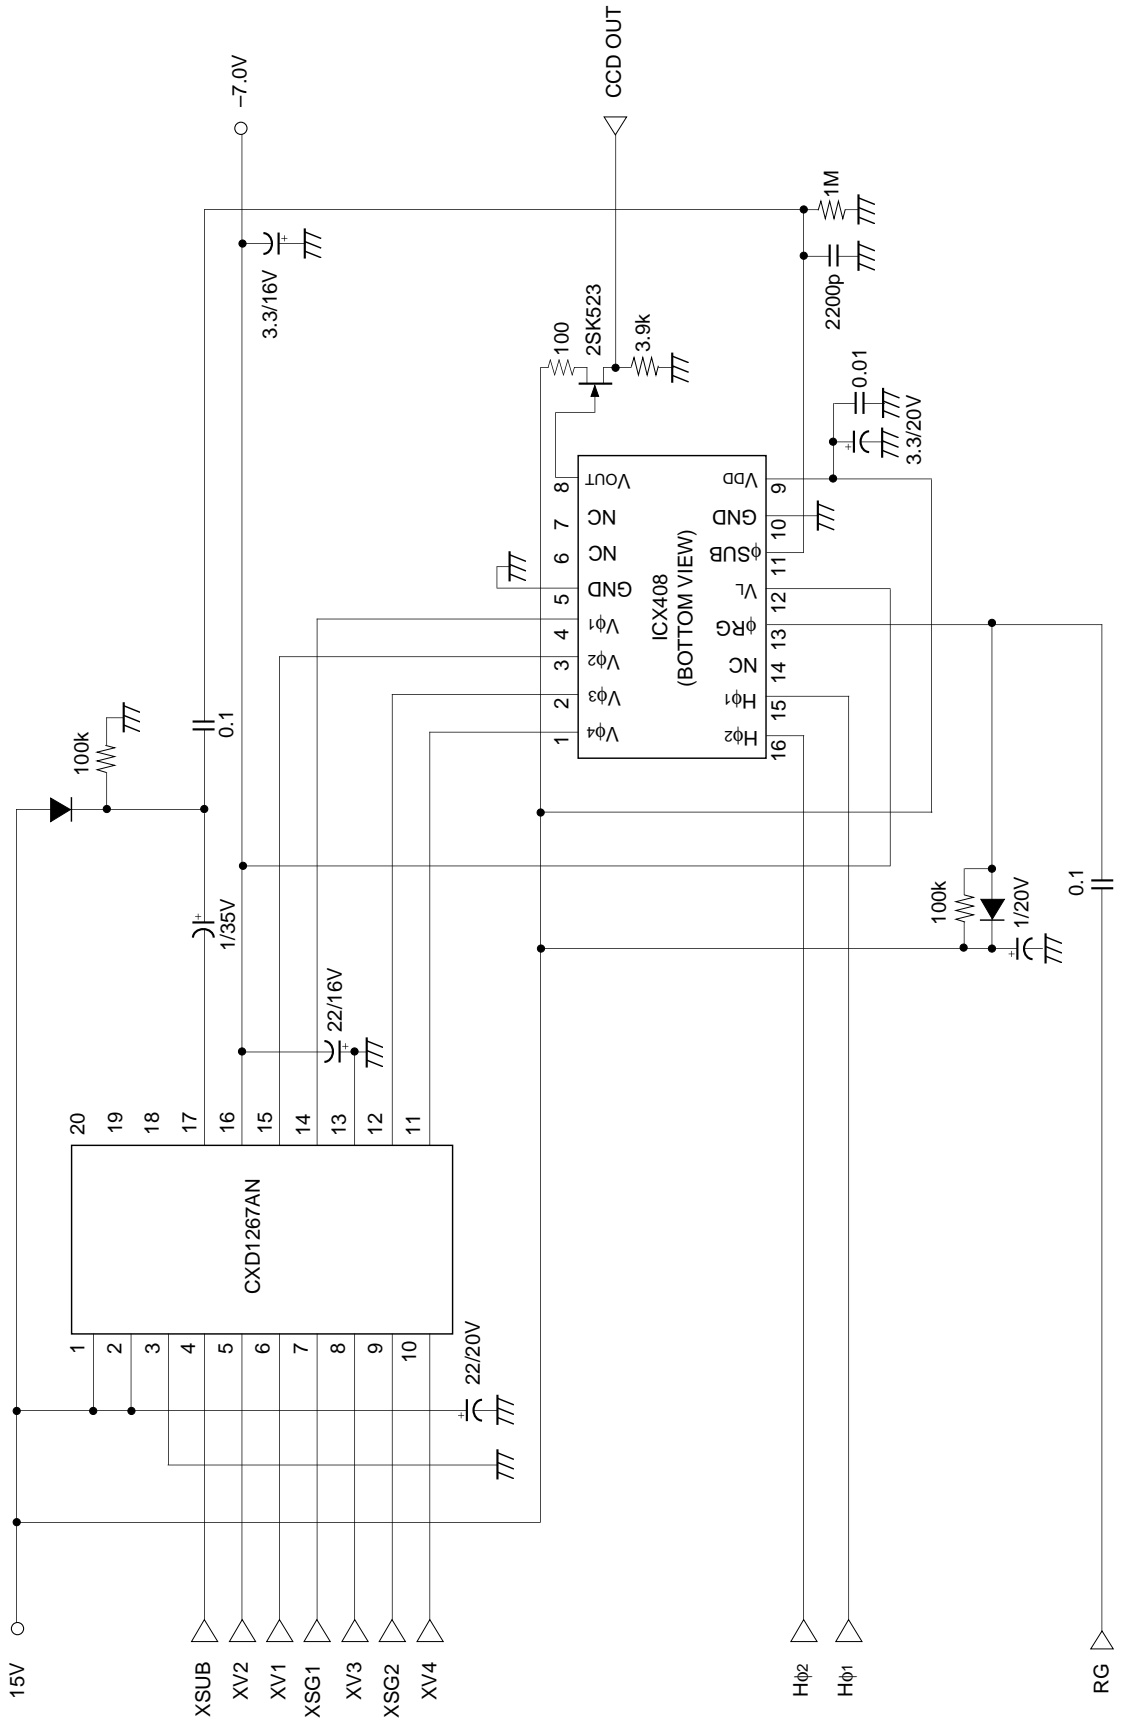 15V
XSUB
XV2
XV1
XSG1
XV3
XSG2
XV4
Hϕ2
Hϕ1
RG
22/20V
1
2
3
4
5
6
7
8
9
10
CXD1267AN
20
19
18
17
16
15
14
13
12
11
22/16V
+
1/35V
+
100k
0.1
3.3/16V
+
–7.0V
1
2
3
4
5
6
7
8
Vϕ4
Vϕ3
Vϕ2
Vϕ1
GND
NC
NC
VOUT
ICX408
(BOTTOM VIEW)
Hϕ2
Hϕ1
NC
ϕRG
VL
ϕSUB
GND
VDD
16
15
14
13
12
11
10
9
100
2SK523
3.9k
CCD OUT
3.3/20V
+
0.01
2200p
1M
100k
1/20V
+
0.1
+